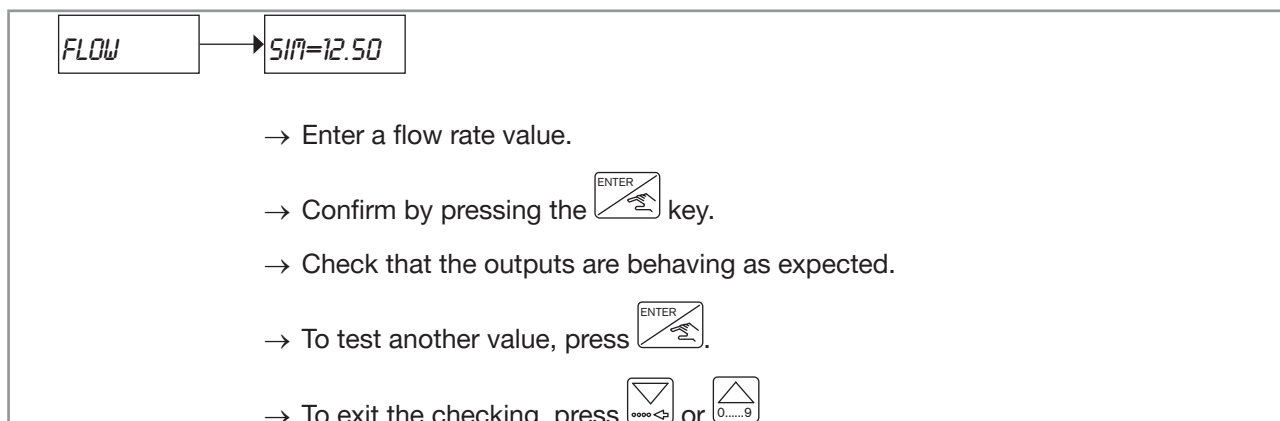 FLOW SIM=12.50
→ Enter a flow rate value.
ENTER
→ Confirm by pressing the key.
→ Check that the outputs are behaving as expected.
ENTER
→ To test another value, press .
→ To exit the checking, press or 0......9